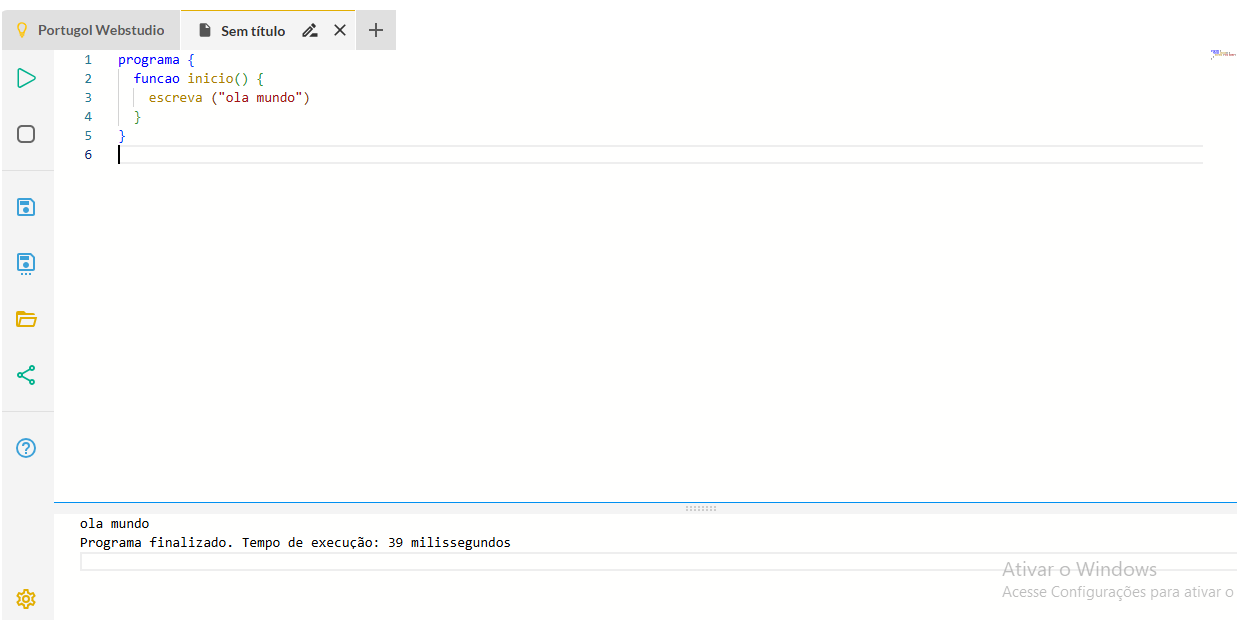 Portugol Webstudio
Sem título
1 programa {
2 funcao inicio() {
3 escreva ("ola mundo")
4 }
5 }
6
ola mundo
Programa finalizado. Tempo de execução: 39 milissegundos
Ativar o Windows
Acesse Configurações para ativar o